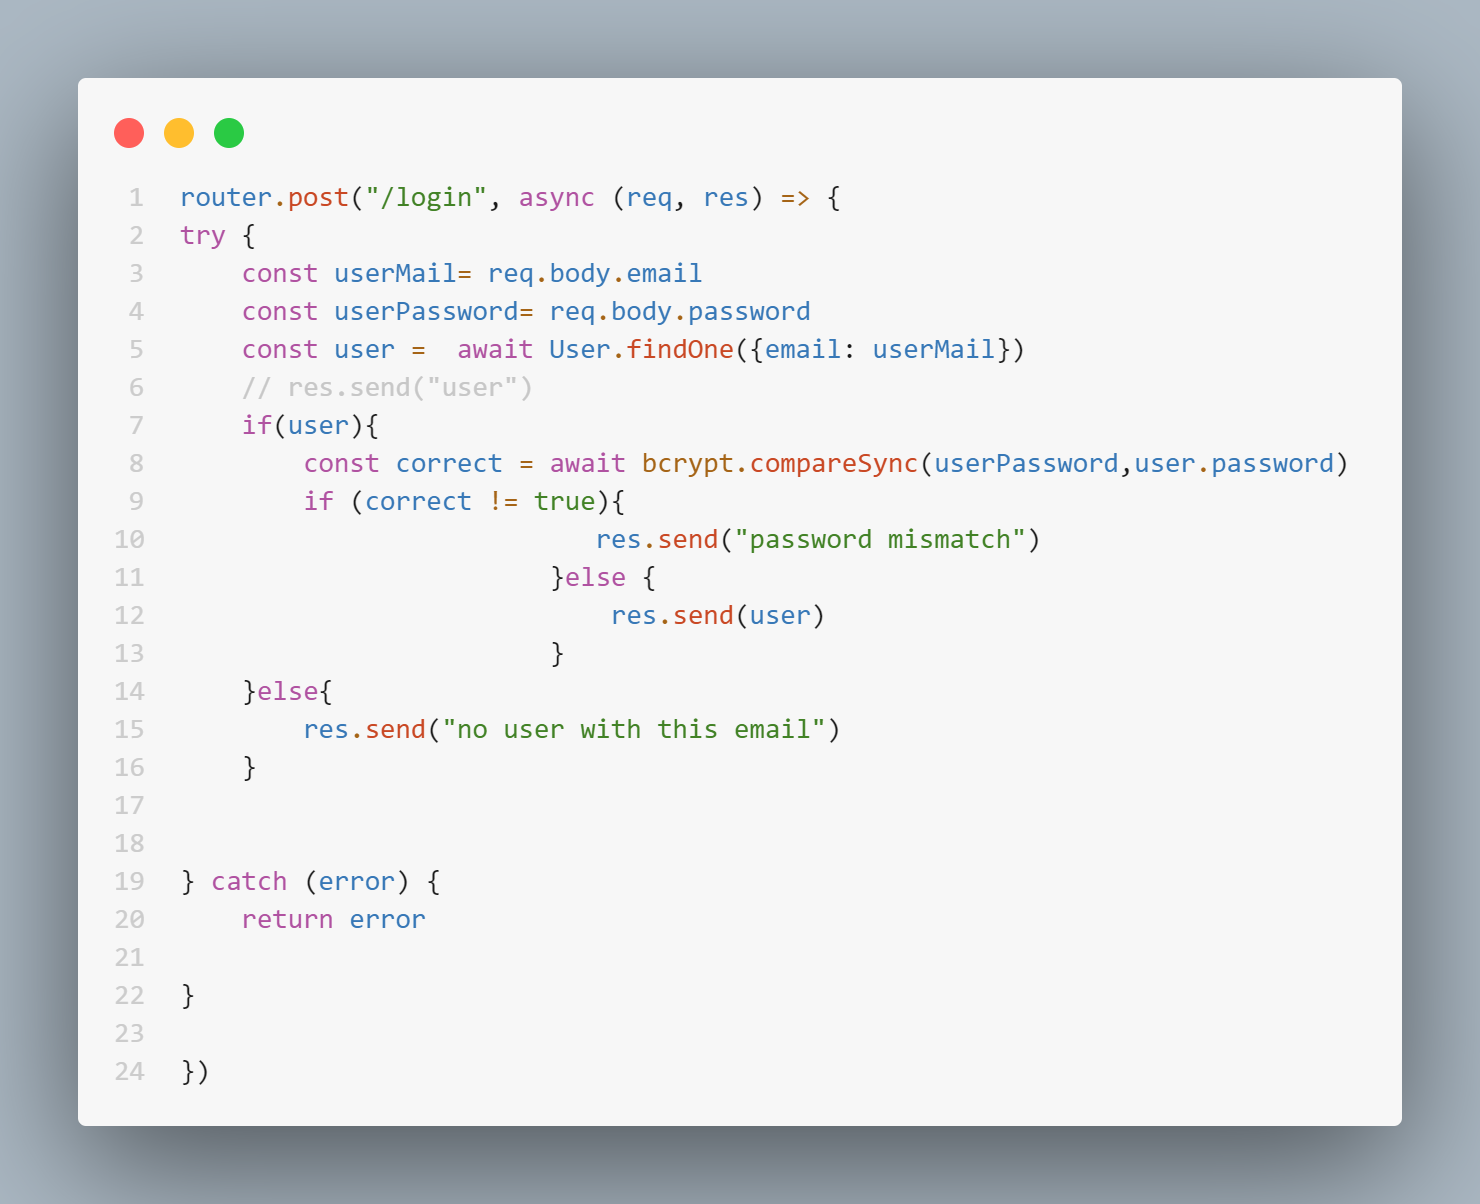 1 router.post("/login", async (req, res) => {
2 try {
3     const userMail= req.body.email
4     const userPassword= req.body.password
5     const user =  await User.findOne({email: userMail})
6     // res.send("user")
7     if(user){
8         const correct = await bcrypt.compareSync(userPassword,user.password)
9         if (correct != true){
10                            res.send("password mismatch")
11                         }else {
12                             res.send(user)
13                         }
14     }else{
15         res.send("no user with this email")
16     }
17
18
19 } catch (error) {
20     return error
21
22 }
23
24 })